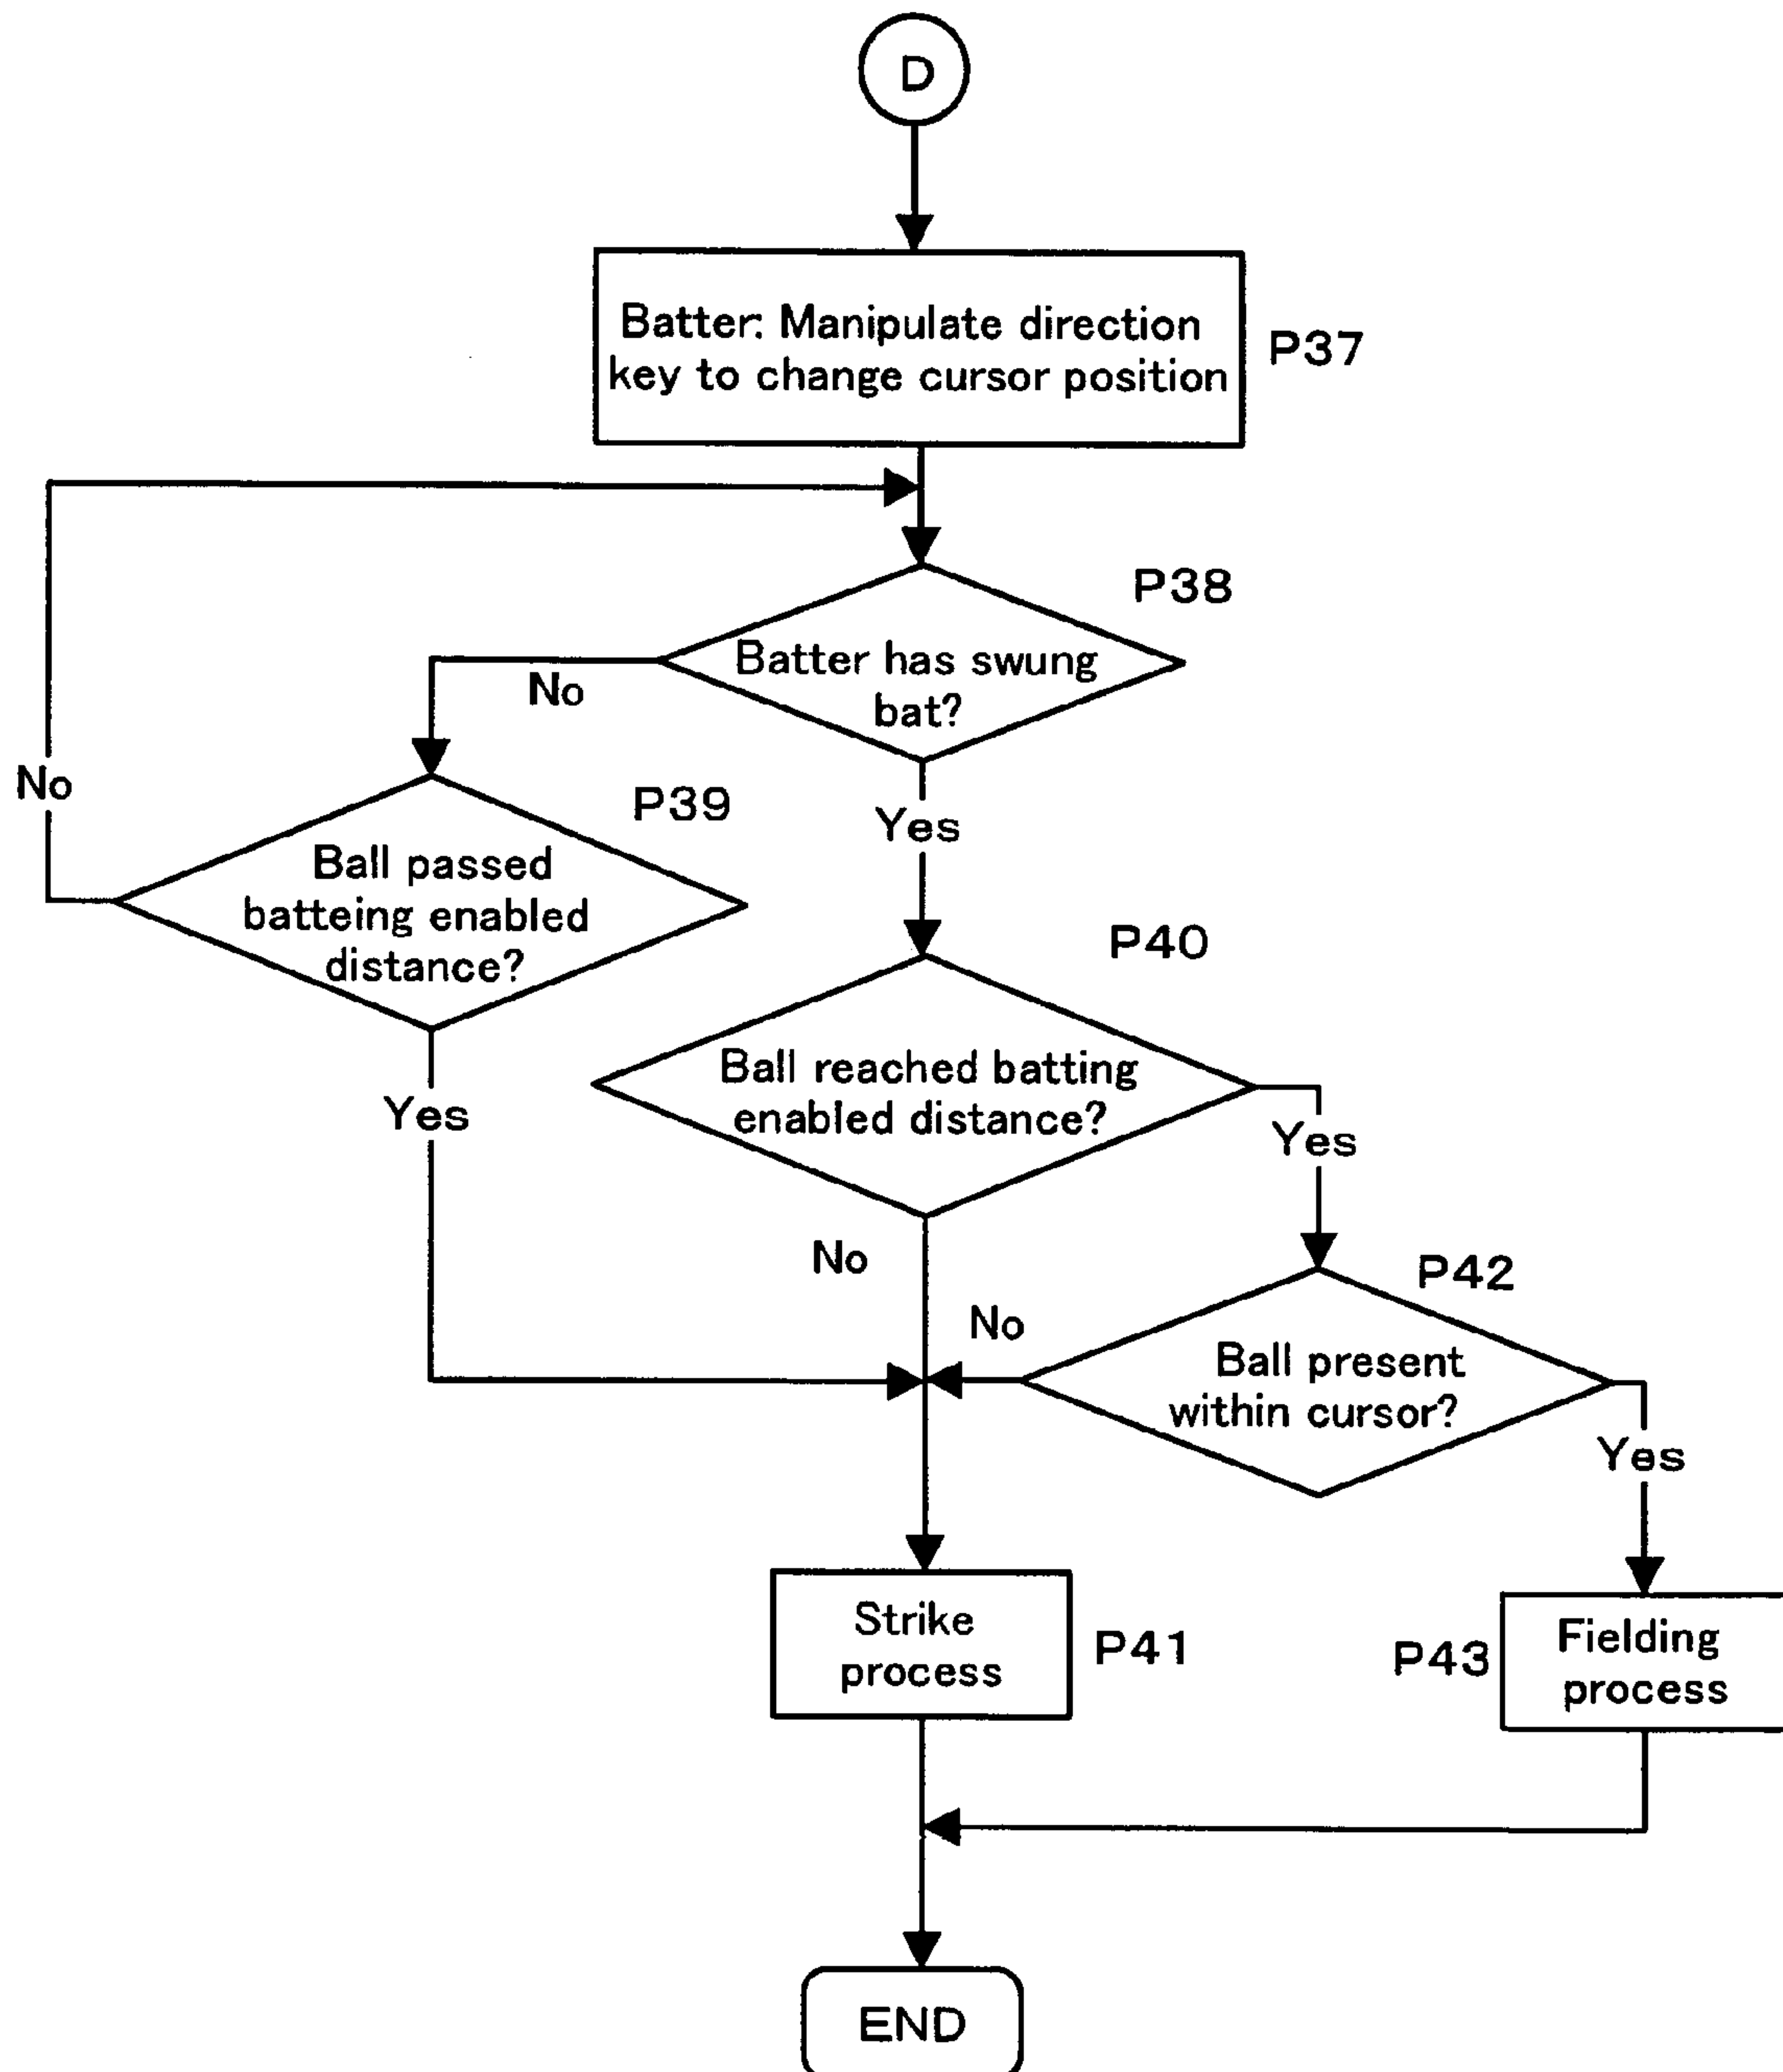 D
Batter: Manipulate direction
key to change cursor position
P37
P38
Batter has swung
bat?
No
Yes
No
P39
Ball passed
batteing enabled
distance?
Yes
P40
Ball reached batting
enabled distance?
Yes
No
P42
No
Ball present
within cursor?
Yes
Strike
process
P41
P43
Fielding
process
END